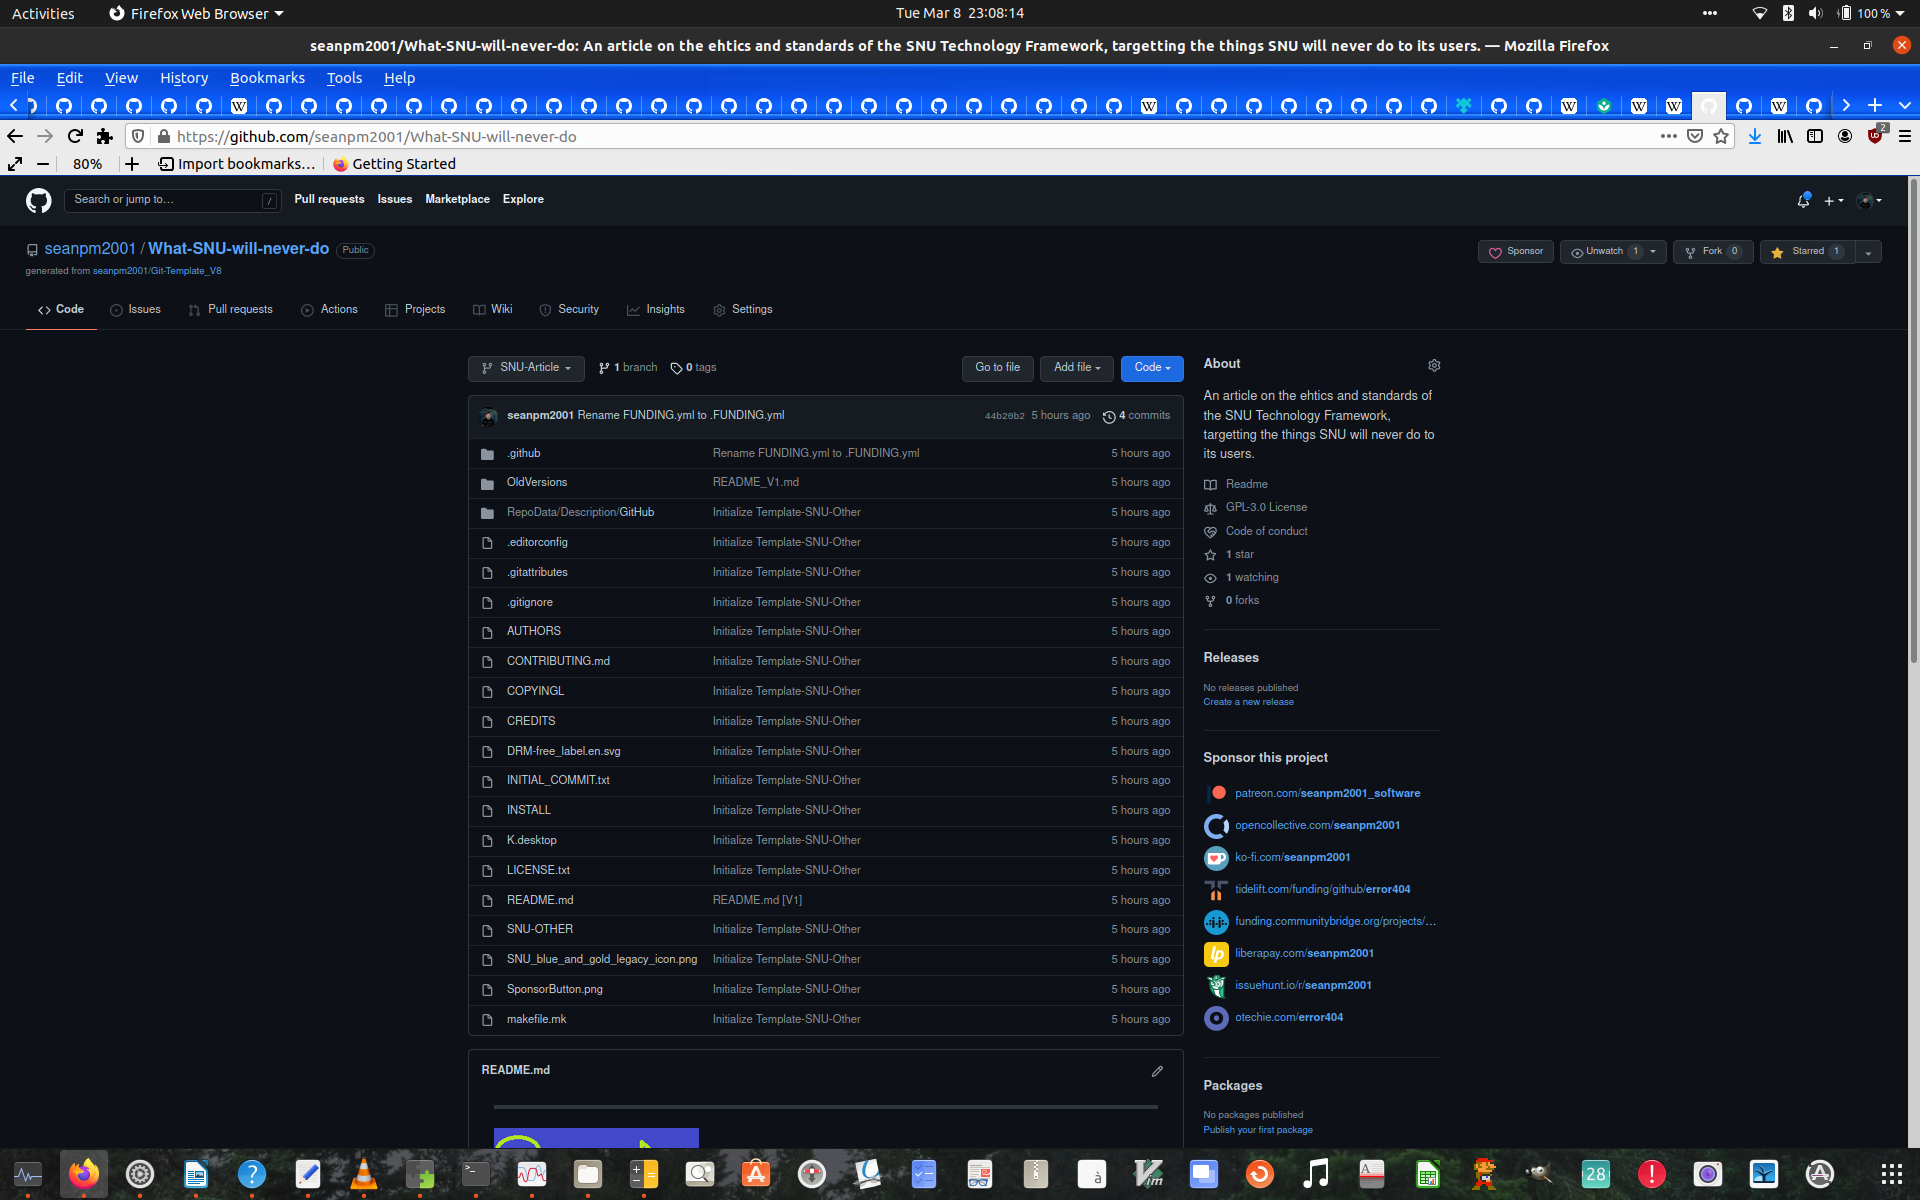 Activities Firefox Web Browser Tue Mar 8 23:08:14 100 %
seanpm2001/What-SNU-will-never-do: An article on the ehtics and standards of the SNU Technology Framework, targetting the things SNU will never do to its users. — Mozilla Firefox
File Edit View History Bookmarks Tools Help
https://github.com/seanpm2001/What-SNU-will-never-do 2
80% Import bookmarks… Getting Started
Search or jump to… / Pull requests Issues Marketplace Explore
seanpm2001 / What-SNU-will-never-do Public Sponsor Unwatch 1 Fork 0 Starred 1
generated from seanpm2001/Git-Template_V8
Code Issues Pull requests Actions Projects Wiki Security Insights Settings
SNU-Article 1 branch 0 tags Go to file Add file Code
seanpm2001 Rename FUNDING.yml to .FUNDING.yml 44b20b2 5 hours ago 4 commits
.github Rename FUNDING.yml to .FUNDING.yml 5 hours ago
OldVersions README_V1.md 5 hours ago
RepoData/Description/GitHub Initialize Template-SNU-Other 5 hours ago
.editorconfig Initialize Template-SNU-Other 5 hours ago
.gitattributes Initialize Template-SNU-Other 5 hours ago
.gitignore Initialize Template-SNU-Other 5 hours ago
AUTHORS Initialize Template-SNU-Other 5 hours ago
CONTRIBUTING.md Initialize Template-SNU-Other 5 hours ago
COPYINGL Initialize Template-SNU-Other 5 hours ago
CREDITS Initialize Template-SNU-Other 5 hours ago
DRM-free_label.en.svg Initialize Template-SNU-Other 5 hours ago
INITIAL_COMMIT.txt Initialize Template-SNU-Other 5 hours ago
INSTALL Initialize Template-SNU-Other 5 hours ago
K.desktop Initialize Template-SNU-Other 5 hours ago
LICENSE.txt Initialize Template-SNU-Other 5 hours ago
README.md README.md [V1] 5 hours ago
SNU-OTHER Initialize Template-SNU-Other 5 hours ago
SNU_blue_and_gold_legacy_icon.png Initialize Template-SNU-Other 5 hours ago
SponsorButton.png Initialize Template-SNU-Other 5 hours ago
makefile.mk Initialize Template-SNU-Other 5 hours ago
README.md
About
An article on the ehtics and standards of
the SNU Technology Framework,
targetting the things SNU will never do to
its users.
Readme
GPL-3.0 License
Code of conduct
1 star
1 watching
0 forks
Releases
No releases published
Create a new release
Sponsor this project
patreon.com/seanpm2001_software
opencollective.com/seanpm2001
ko-fi.com/seanpm2001
tidelift.com/funding/github/error404
funding.communitybridge.org/projects/…
liberapay.com/seanpm2001
issuehunt.io/r/seanpm2001
otechie.com/error404
Packages
No packages published
Publish your first package
28